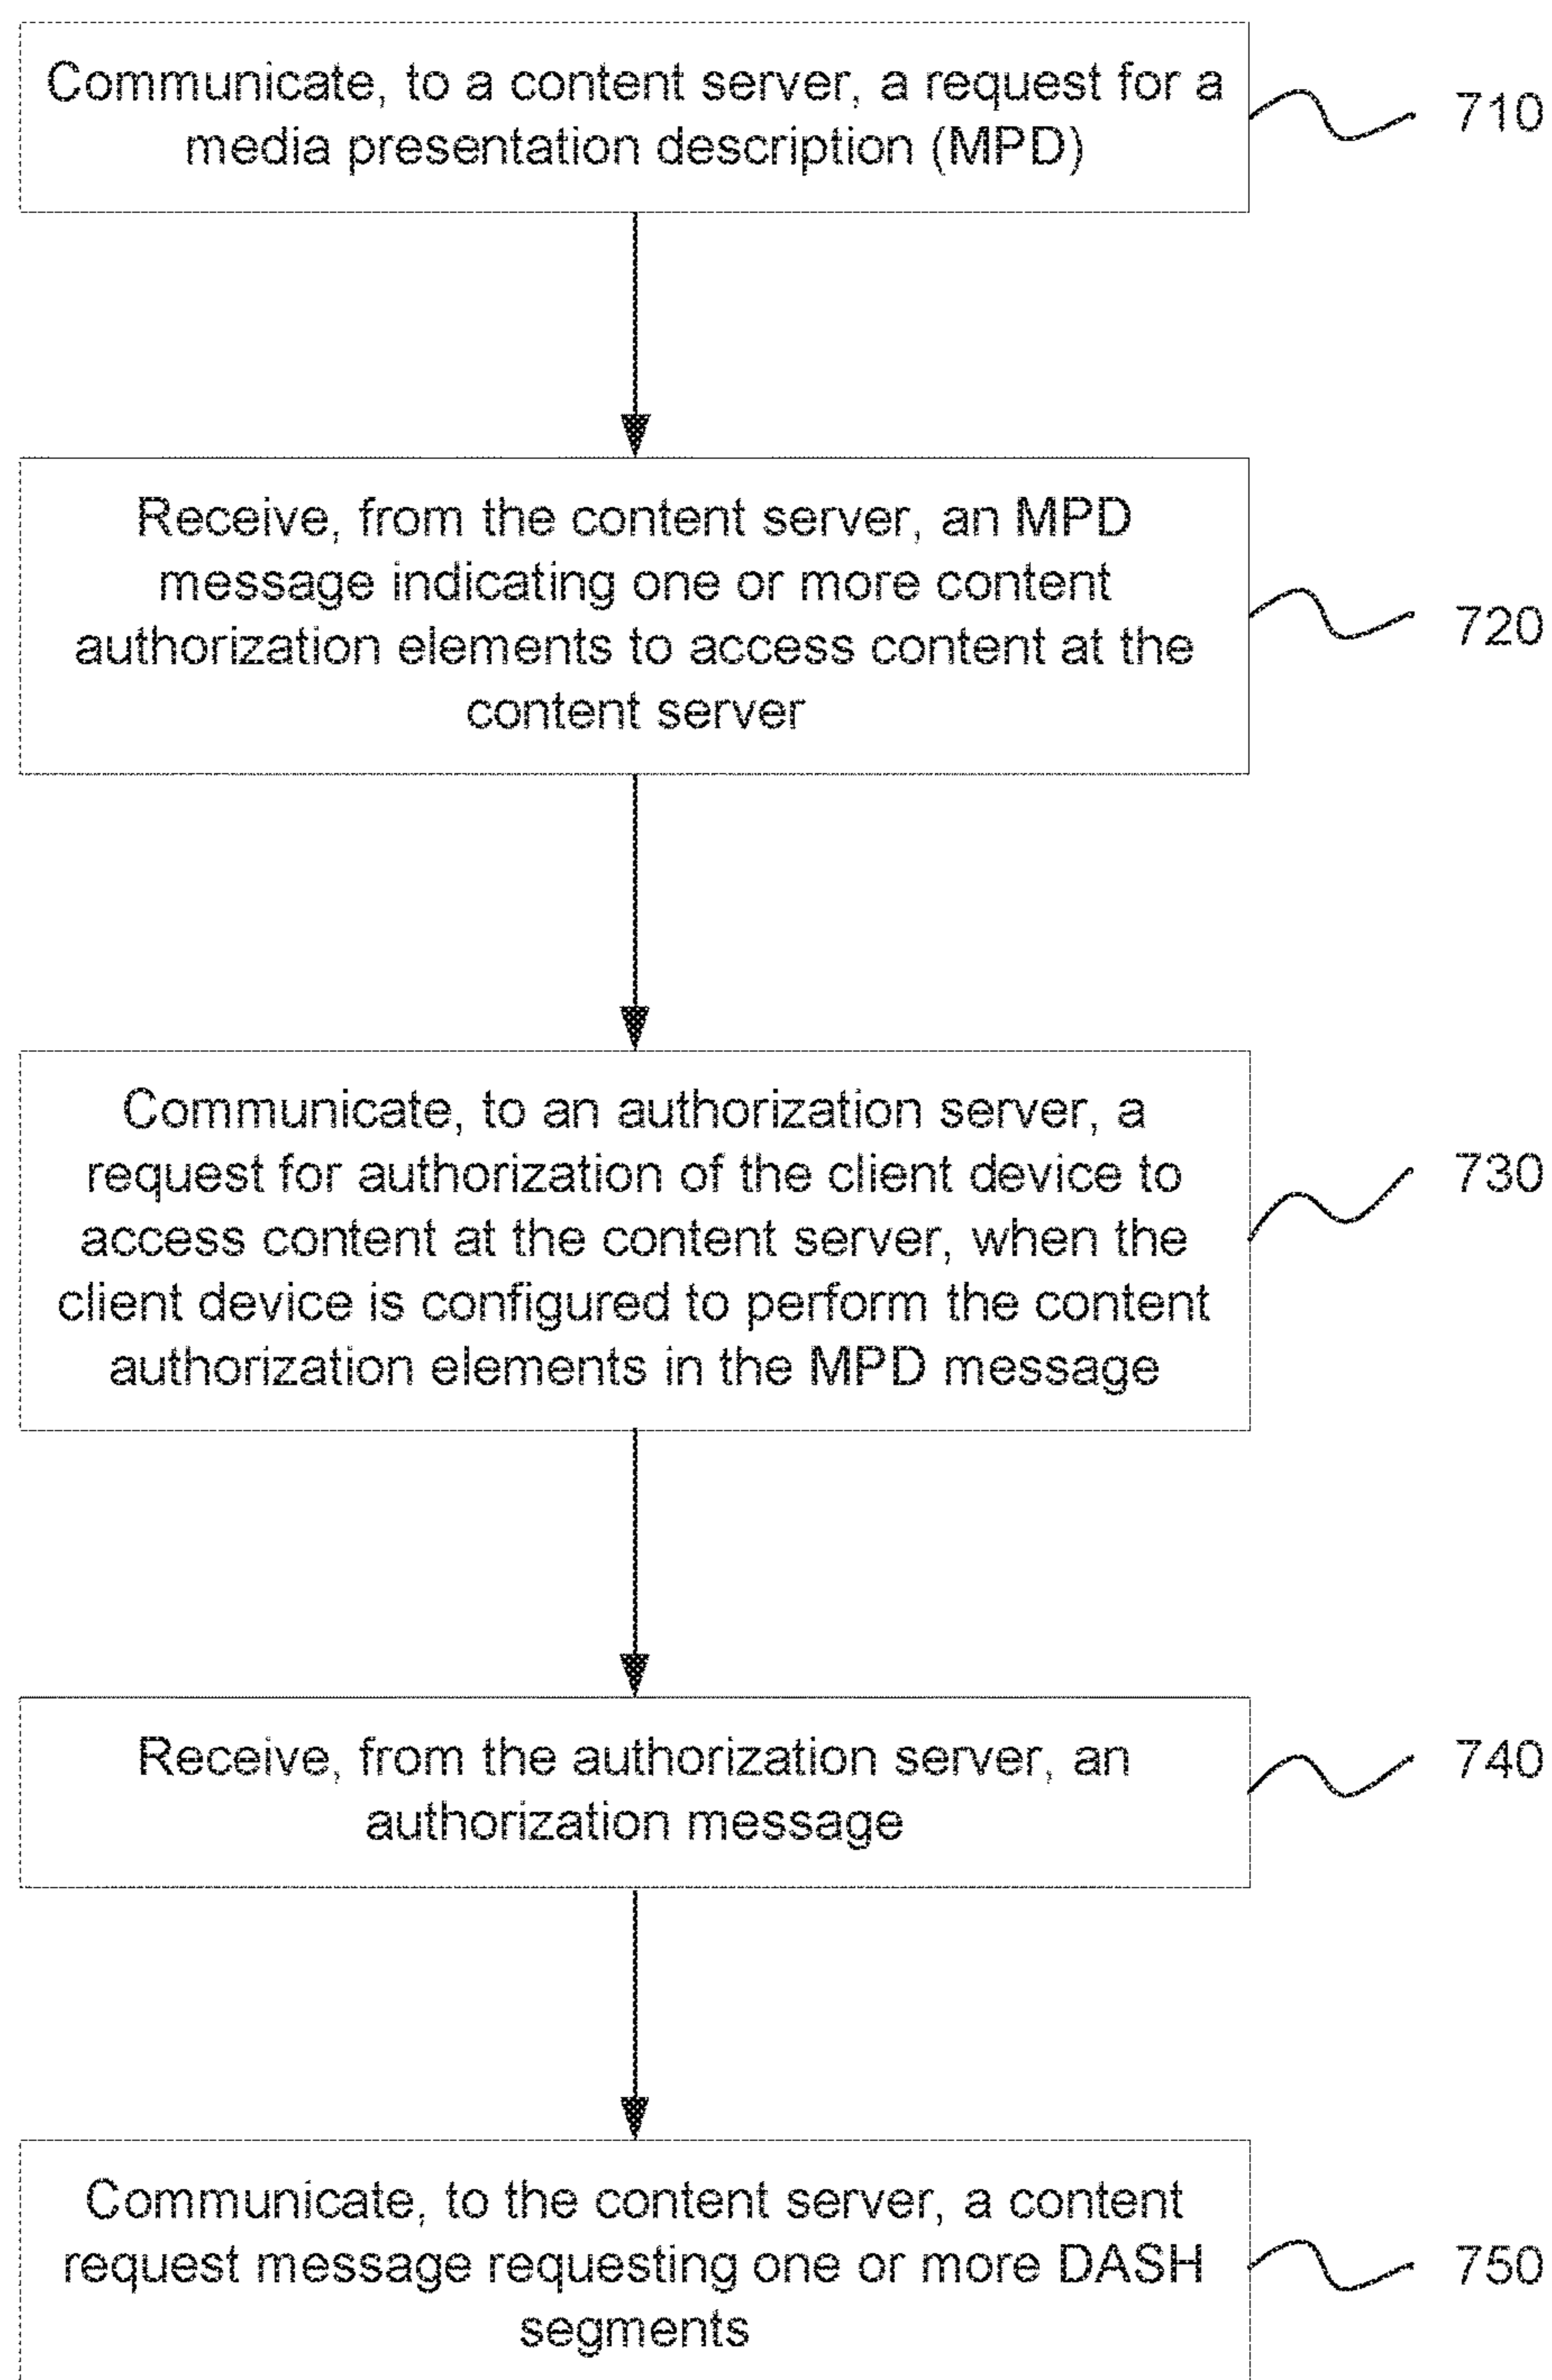 Communicate, to a content server, a request for a
media presentation description (MPD)
710
Receive, from the content server, an MPD
message indicating one or more content
authorization elements to access content at the
content server
720
Communicate, to an authorization server, a
request for authorization of the client device to
access content at the content server, when the
client device is configured to perform the content
authorization elements in the MPD message
730
Receive, from the authorization server, an
authorization message
740
Communicate, to the content server, a content
request message requesting one or more DASH
segments
750